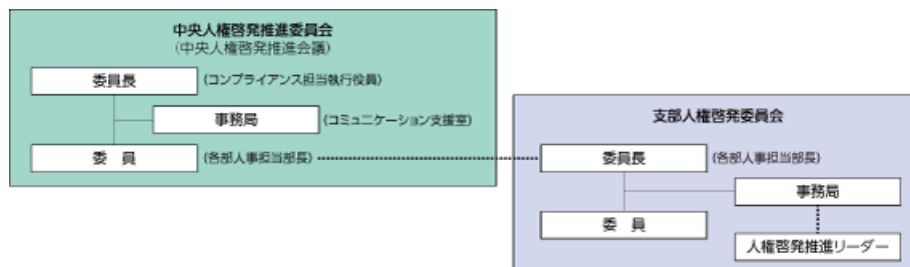 中央人権啓発推進委員会
(中央人権啓発推進会議)
委員長
(コンプライアンス担当執行役員)
事務局
(コミュニケーション支援室)
委 員
(各部人事担当部長)
支部人権啓発委員会
委員長
(各部人事担当部長)
事務局
委 員
人権啓発推進リーダー